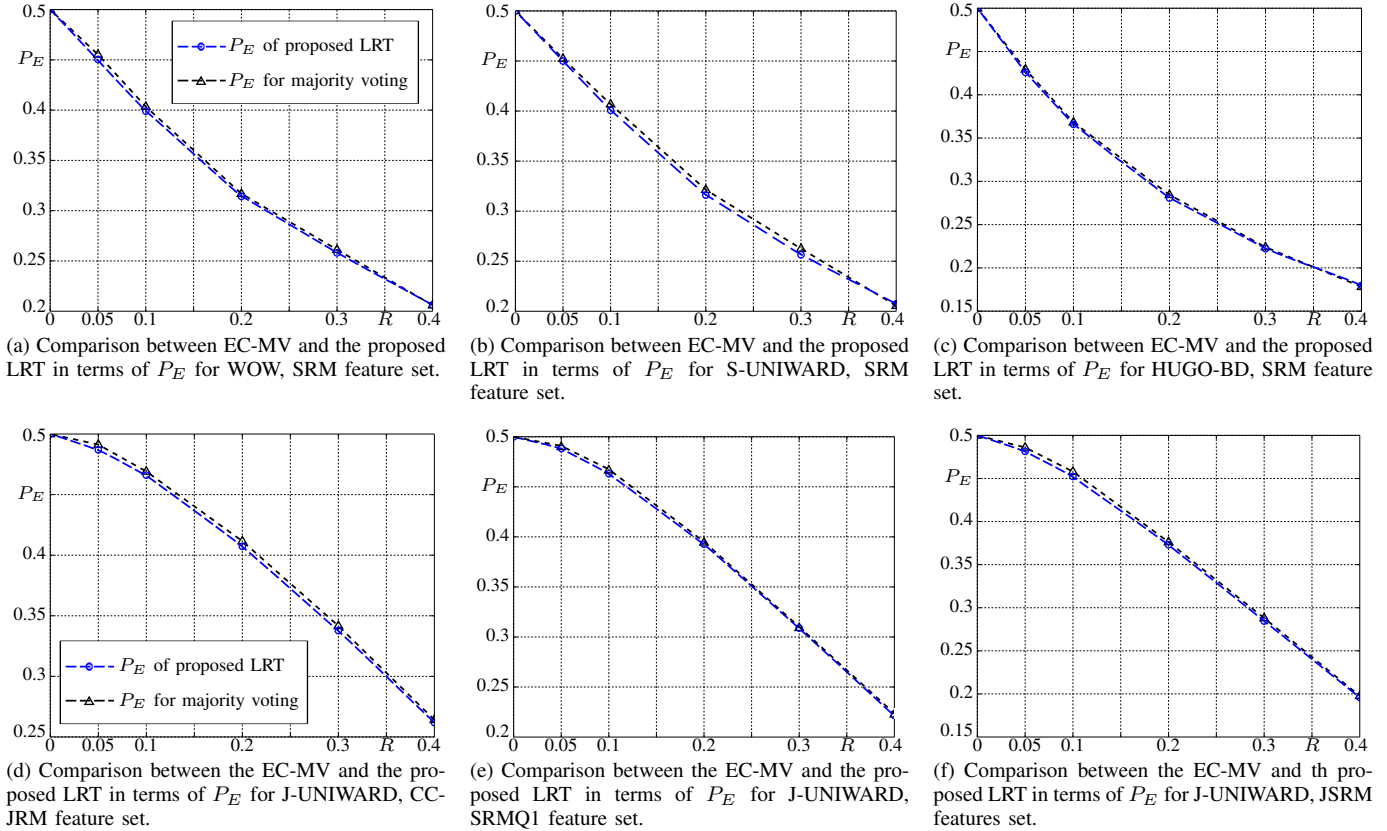 0.5
P_E
0.4
0.35
0.3
0.25
0.2
0 0.05 0.1 0.2 0.3 R 0.4
P_E of proposed LRT
P_E for majority voting
(a) Comparison between EC-MV and the proposed
LRT in terms of P_E for WOW, SRM feature set.
0.5
P_E
0.4
0.35
0.3
0.25
0.2
0 0.05 0.1 0.2 0.3 R 0.4
(b) Comparison between EC-MV and the proposed
LRT in terms of P_E for S-UNIWARD, SRM
feature set.
0.5
P_E
0.4
0.35
0.3
0.25
0.2
0.15
0 0.05 0.1 0.2 0.3 R 0.4
(c) Comparison between EC-MV and the proposed
LRT in terms of P_E for HUGO-BD, SRM feature
set.
0.5
P_E
0.4
0.35
0.3
0.25
0 0.05 0.1 0.2 0.3 R 0.4
P_E of proposed LRT
P_E for majority voting
(d) Comparison between the EC-MV and the pro-
posed LRT in terms of P_E for J-UNIWARD, CC-
JRM feature set.
0.5
P_E
0.4
0.35
0.3
0.25
0.2
0 0.05 0.1 0.2 0.3 R 0.4
(e) Comparison between the EC-MV and the pro-
posed LRT in terms of P_E for J-UNIWARD,
SRMQ1 feature set.
0.5
P_E
0.4
0.35
0.3
0.25
0.2
0.15
0 0.05 0.1 0.2 0.3 R 0.4
(f) Comparison between the EC-MV and th pro-
posed LRT in terms of P_E for J-UNIWARD, JSRM
features set.